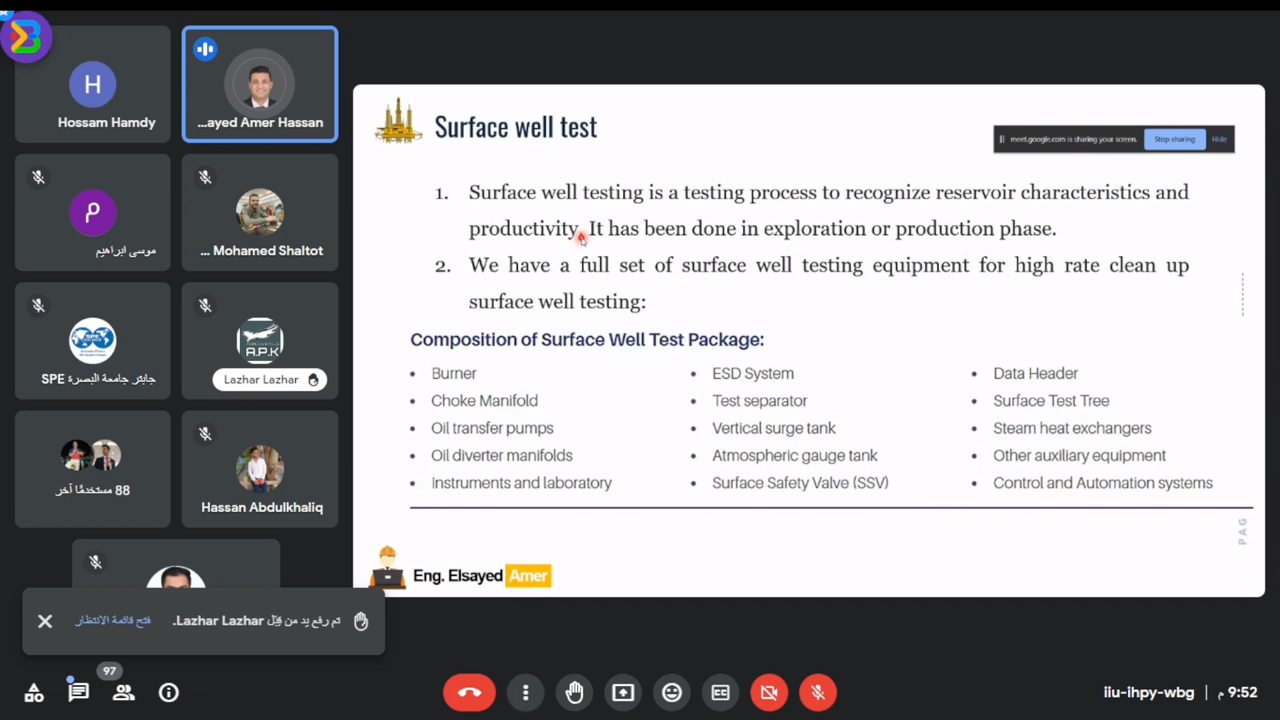 Hossam Hamdy
...ayed Amer Hassan
موسى ابراهيم
... Mohamed Shaltot
SPE جابتر جامعة البصرة
A.P.K
Lazhar Lazhar
88 مستخدمًا آخر
Hassan Abdulkhaliq
تم رفع يد من قِبَل Lazhar Lazhar.
فتح قائمة الانتظار
Surface well test
meet.google.com is sharing your screen.
Stop sharing
Hide
1. Surface well testing is a testing process to recognize reservoir characteristics and
productivity. It has been done in exploration or production phase.
2. We have a full set of surface well testing equipment for high rate clean up
surface well testing:
Composition of Surface Well Test Package:
• Burner
• Choke Manifold
• Oil transfer pumps
• Oil diverter manifolds
• Instruments and laboratory
• ESD System
• Test separator
• Vertical surge tank
• Atmospheric gauge tank
• Surface Safety Valve (SSV)
• Data Header
• Surface Test Tree
• Steam heat exchangers
• Other auxiliary equipment
• Control and Automation systems
PAG
Eng. Elsayed Amer
97
iiu-ihpy-wbg
9:52 م